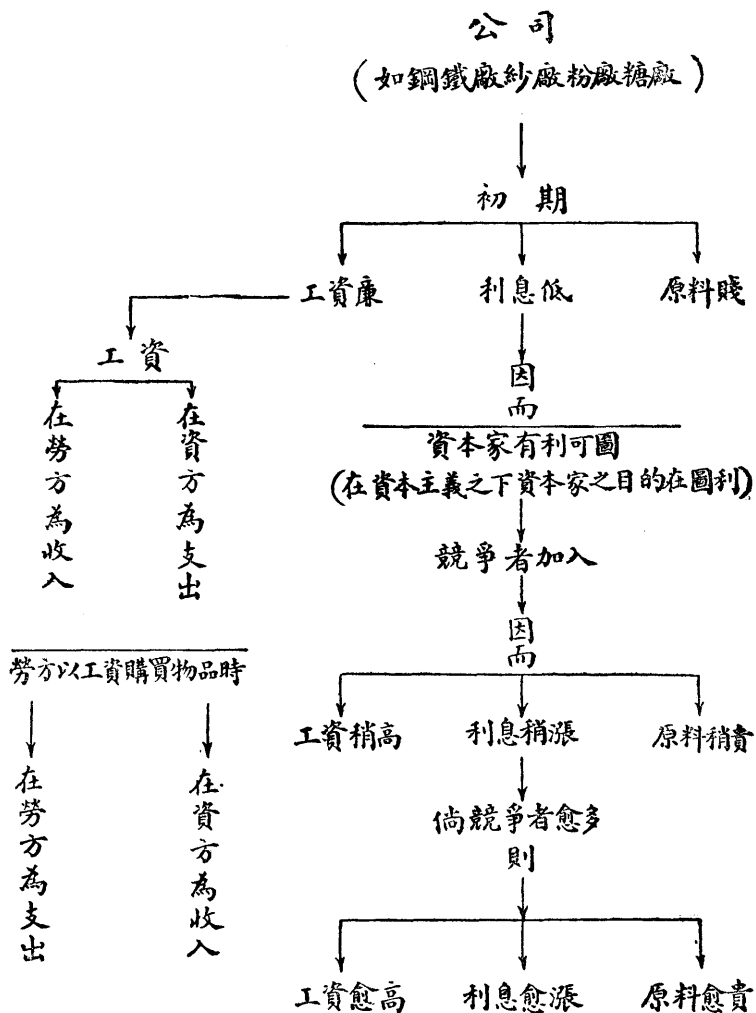 公司
(如鋼鐵廠紗廠粉廠糖廠)
初期
工資廉 利息低 原料賤
工資
在勞方為收入
在資方為支出
因而
資本家有利可圖
(在資本主義之下資本家之目的在圖利)
競爭者加入
因而
勞方以工資購買物品時
在勞方為支出
在資方為收入
工資稍高 利息稍漲 原料稍貴
倘競爭者愈多
則
工資愈高 利息愈漲 原料愈貴